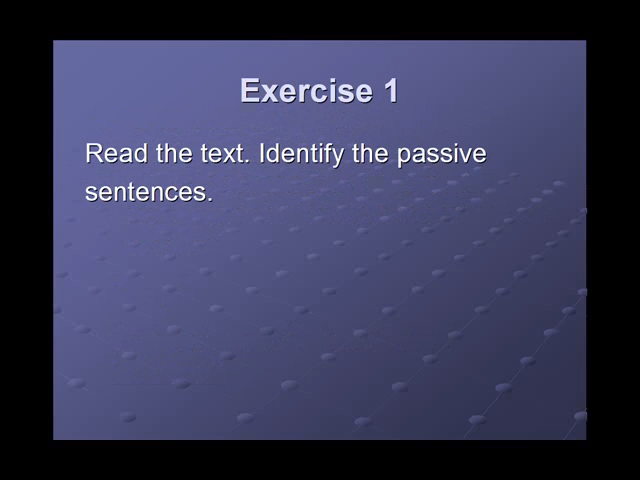 Exercise 1
Read the text. Identify the passive
sentences.